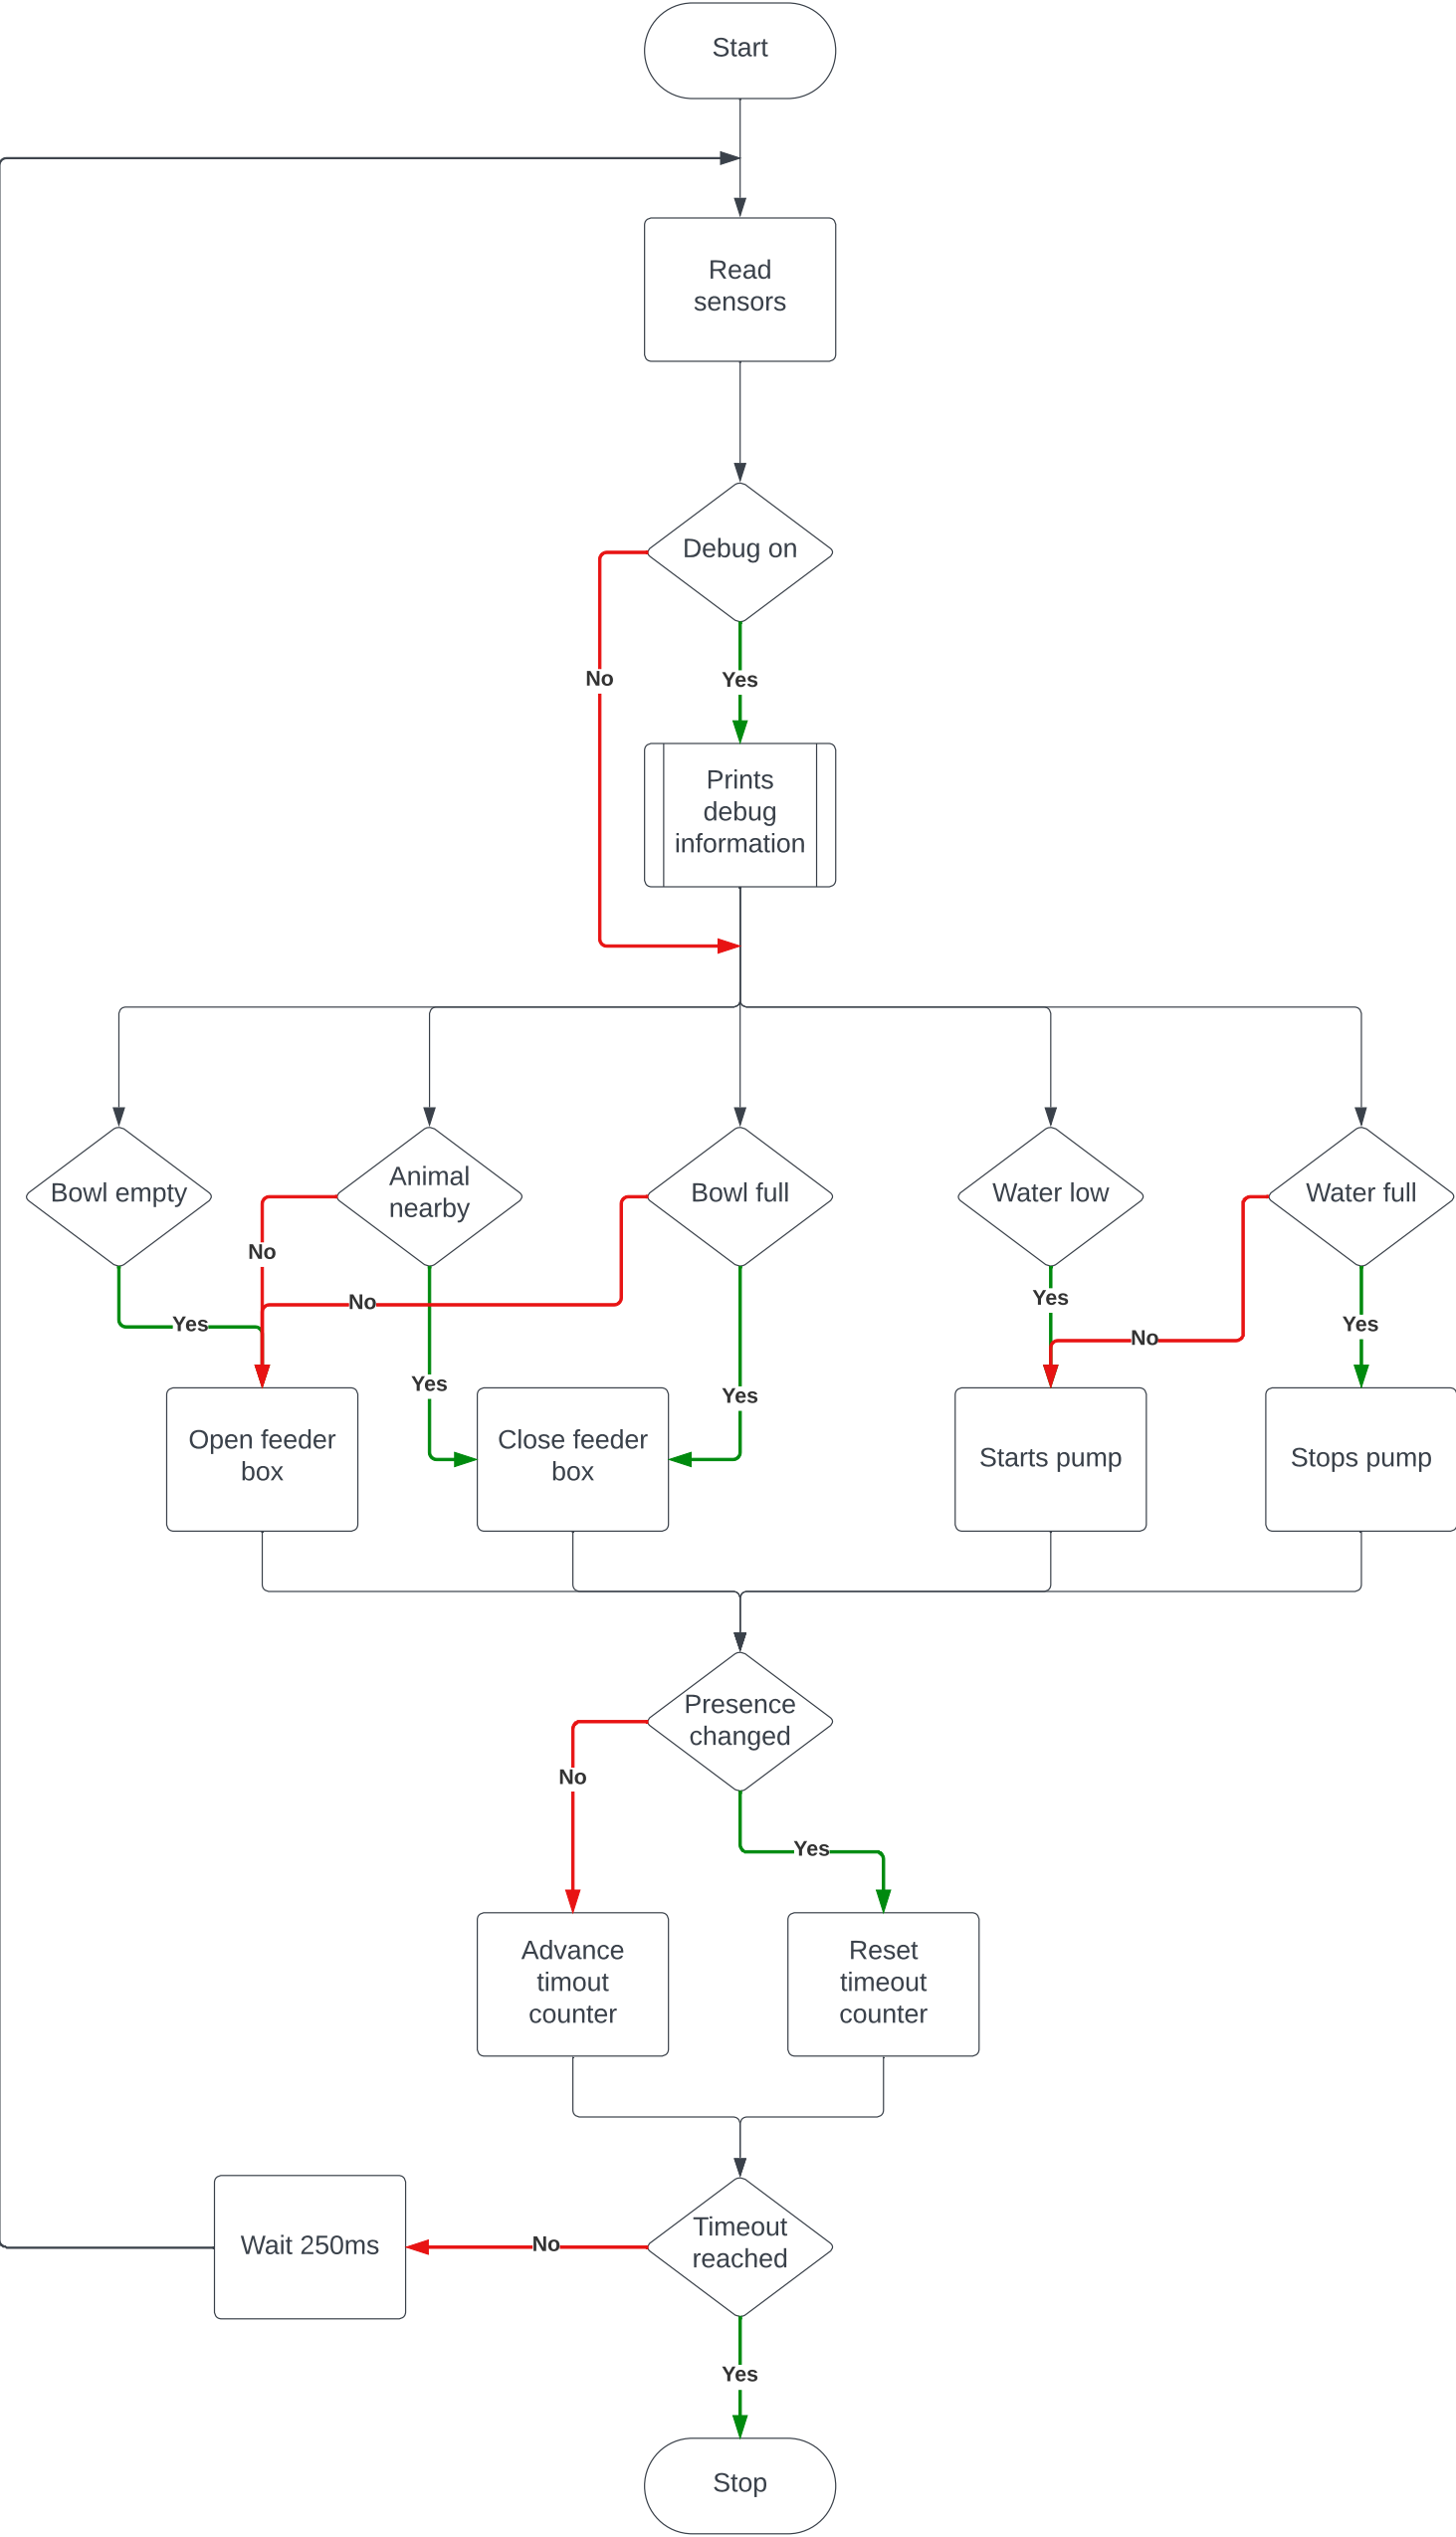 Start
Read
sensors
Debug on
No
Yes
Prints
debug
information
Bowl empty
Animal
nearby
Bowl full
Water low
Water full
No
No
Yes
Yes
Yes
No
Yes
Yes
Yes
Open feeder
box
Close feeder
box
Starts pump
Stops pump
Presence
changed
No
Yes
Advance
timout
counter
Reset
timeout
counter
Wait 250ms
No
Timeout
reached
Yes
Stop